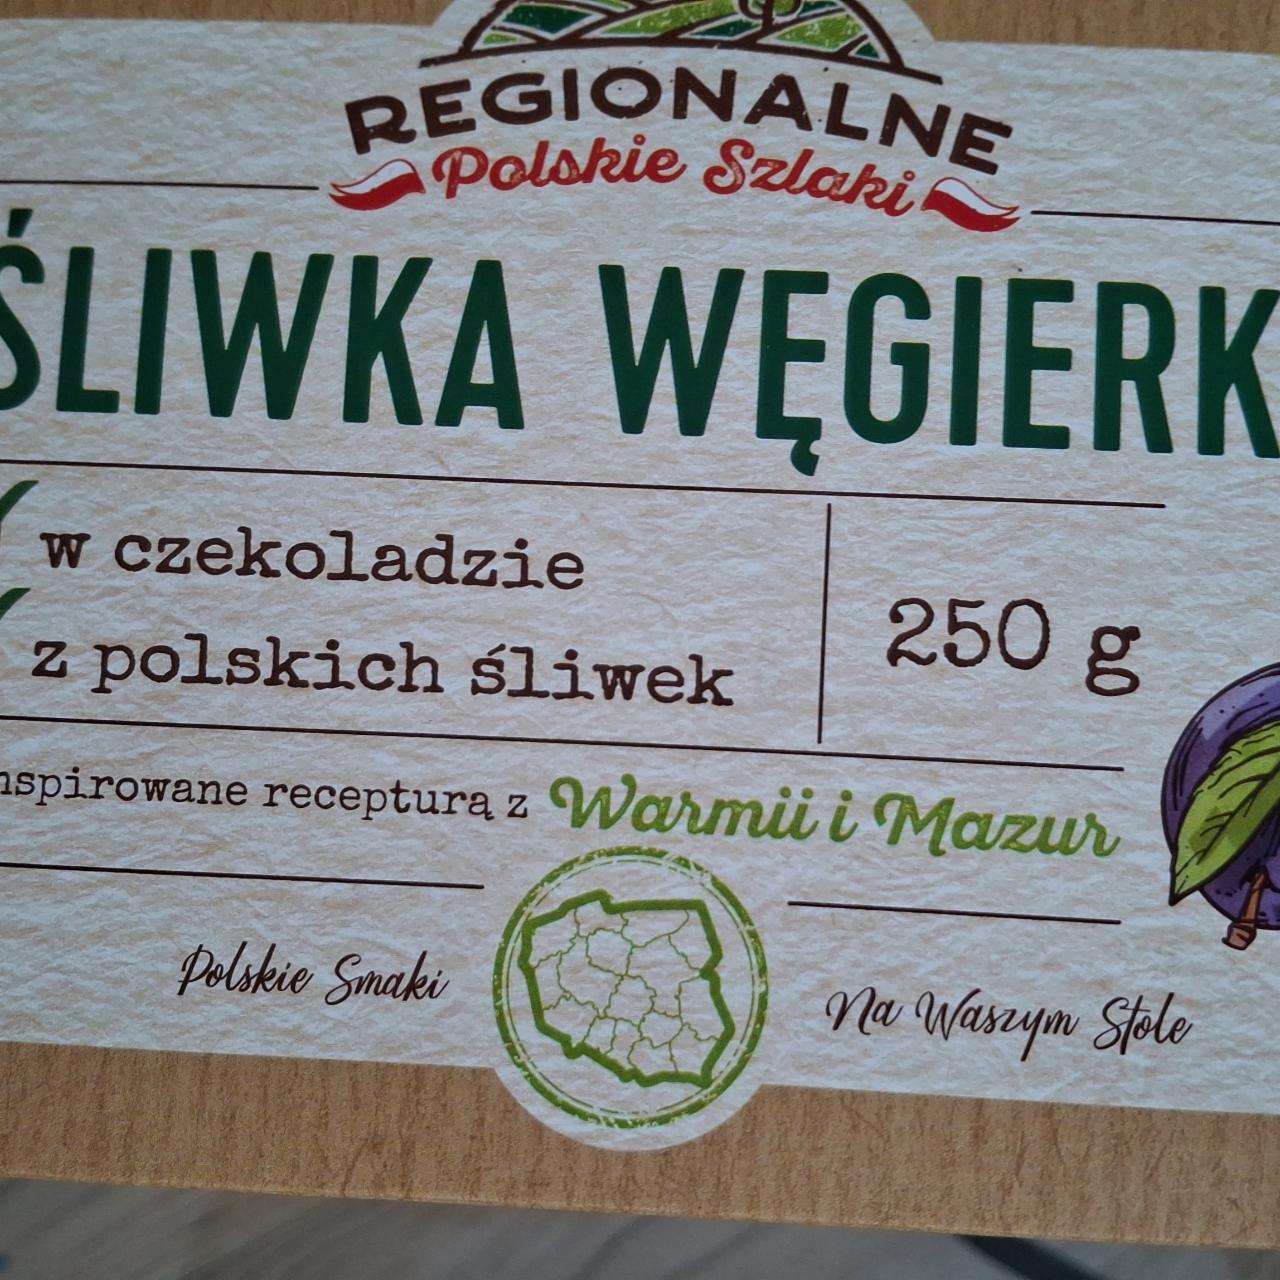 REGIONALNE
Polskie Szlaki
ŚLIWKA WĘGIERK
w czekoladzie
z polskich śliwek
250 g
nspirowane recepturą z Warmii i Mazur
Polskie Smaki
Na Waszym Stole